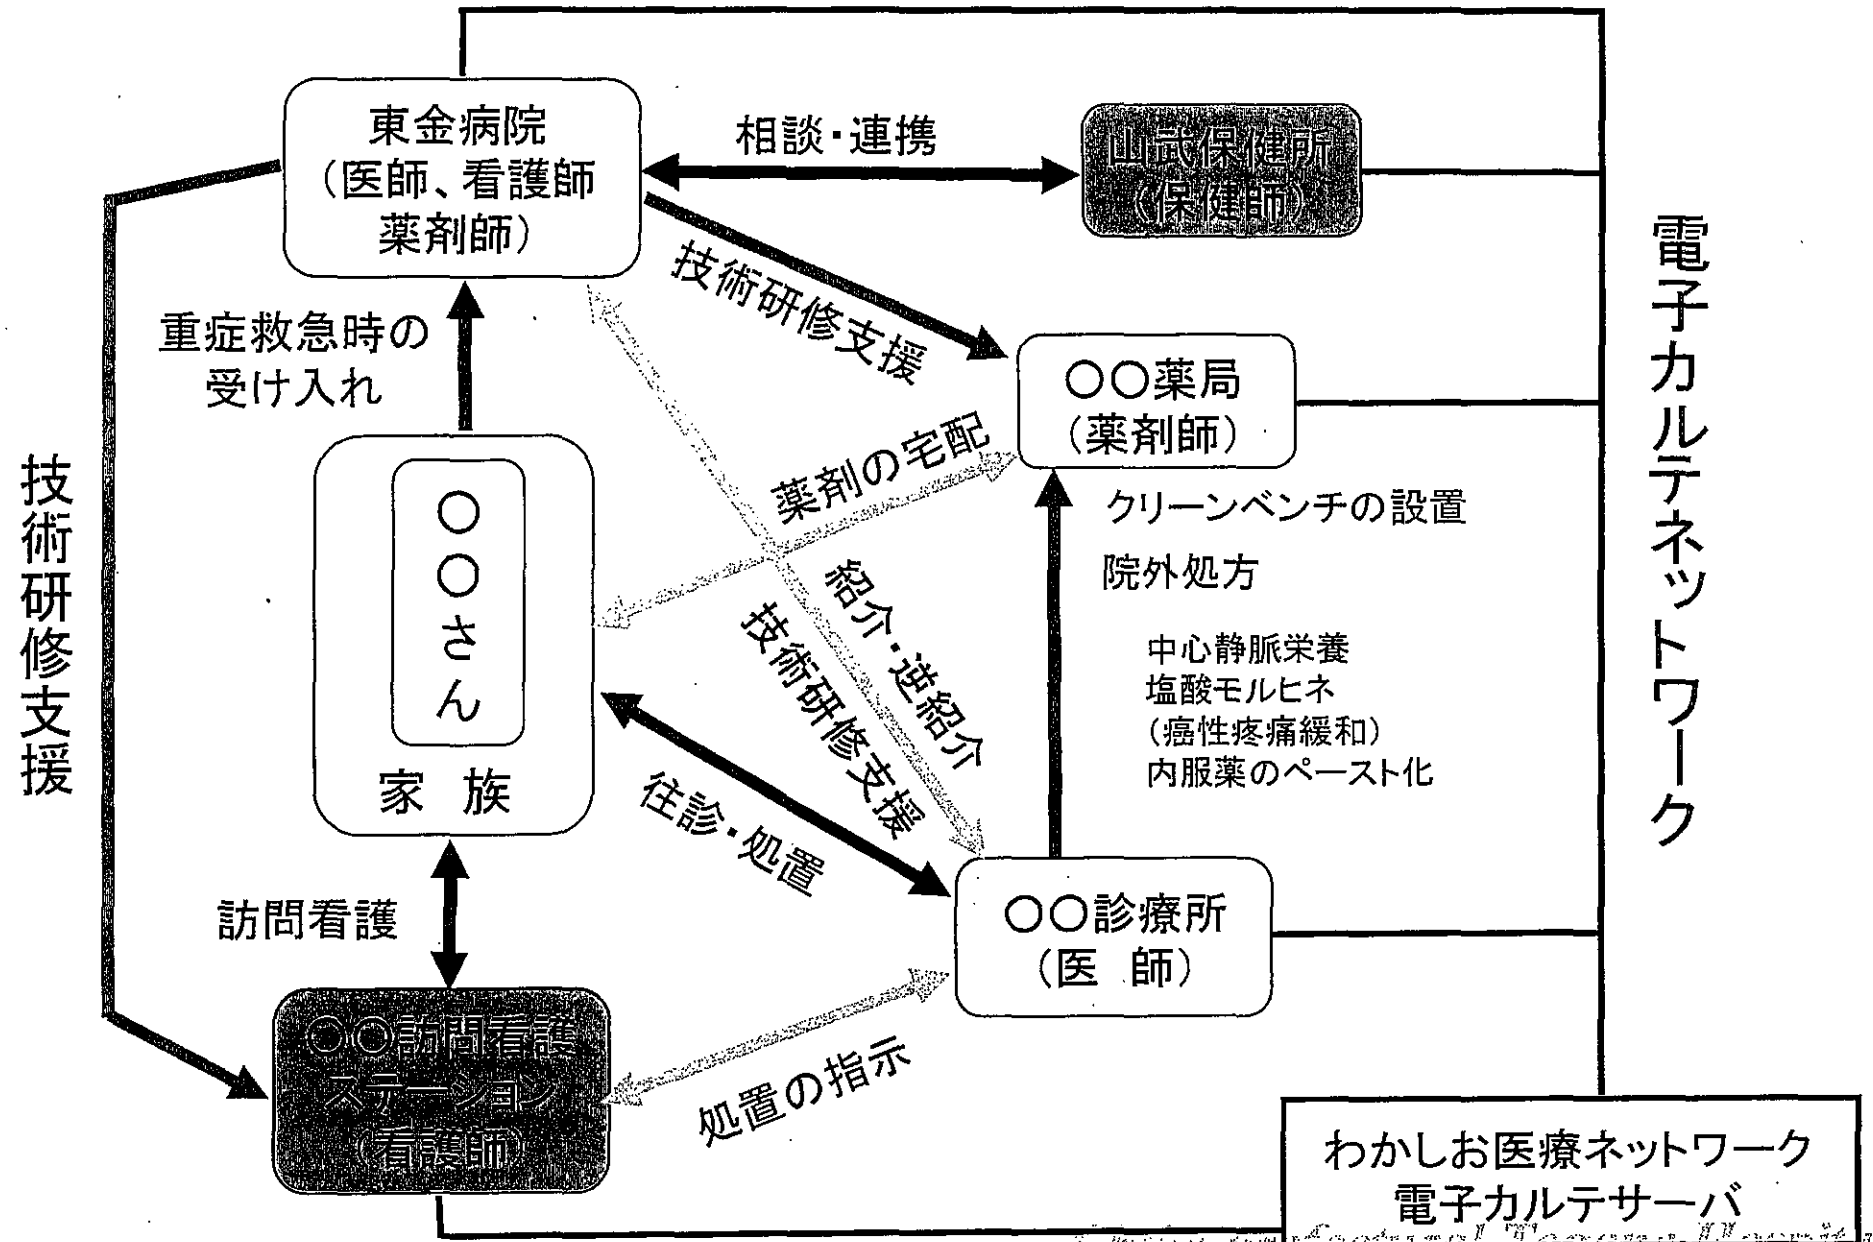 東金病院
（医師、看護師
薬剤師）
相談・連携
山武保健所
（保健師）
技術研修支援
重症救急時の
受け入れ
〇〇薬局
（薬剤師）
薬剤の宅配
クリーンベンチの設置
院外処方
中心静脈栄養
塩酸モルヒネ
（癌性疼痛緩和）
内服薬のペースト化
〇〇さん
家 族
紹介・逆紹介
技術研修支援
往診・処置
訪問看護
〇〇診療所
（医 師）
〇〇訪問看護
ステーション
（看護師）
処置の指示
技術研修支援
電子カルテネットワーク
わかしお医療ネットワーク
電子カルテサーバ